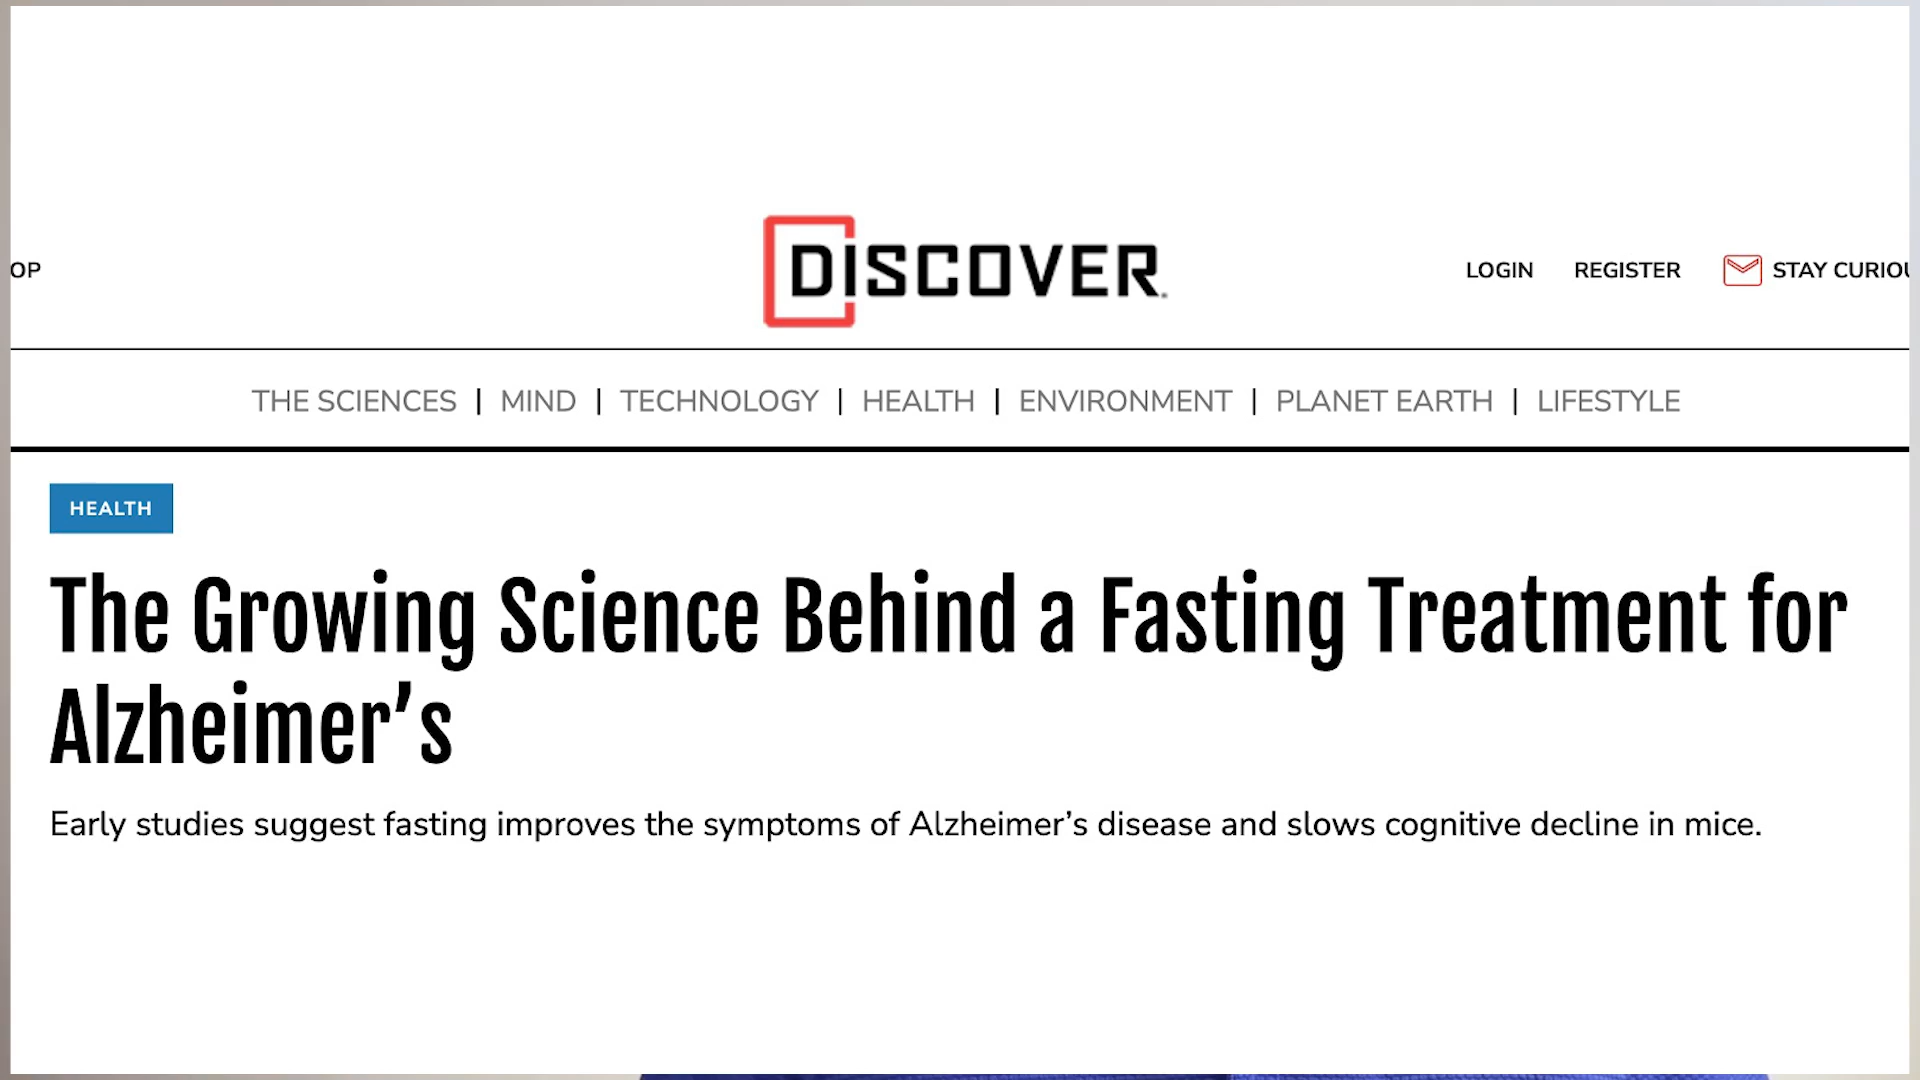 OP
DISCOVER.
LOGIN REGISTER STAY CURIOU
THE SCIENCES | MIND | TECHNOLOGY | HEALTH | ENVIRONMENT | PLANET EARTH | LIFESTYLE
HEALTH
The Growing Science Behind a Fasting Treatment for
Alzheimer’s
Early studies suggest fasting improves the symptoms of Alzheimer’s disease and slows cognitive decline in mice.